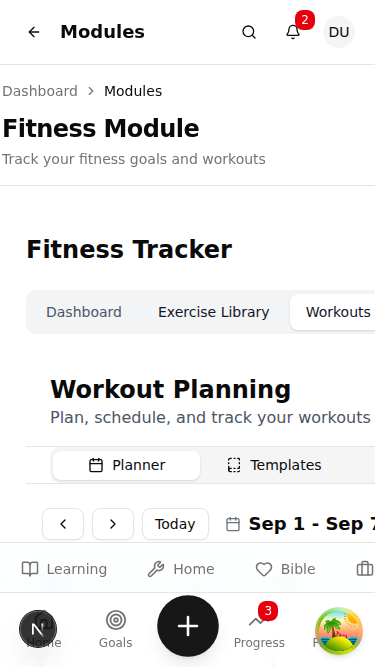 Modules
2
DU
Dashboard > Modules
Fitness Module
Track your fitness goals and workouts
Fitness Tracker
Dashboard Exercise Library Workouts
Workout Planning
Plan, schedule, and track your workouts
Planner Templates
Today Sep 1 - Sep 7
Learning Home Bible
N
3
Home Goals Progress